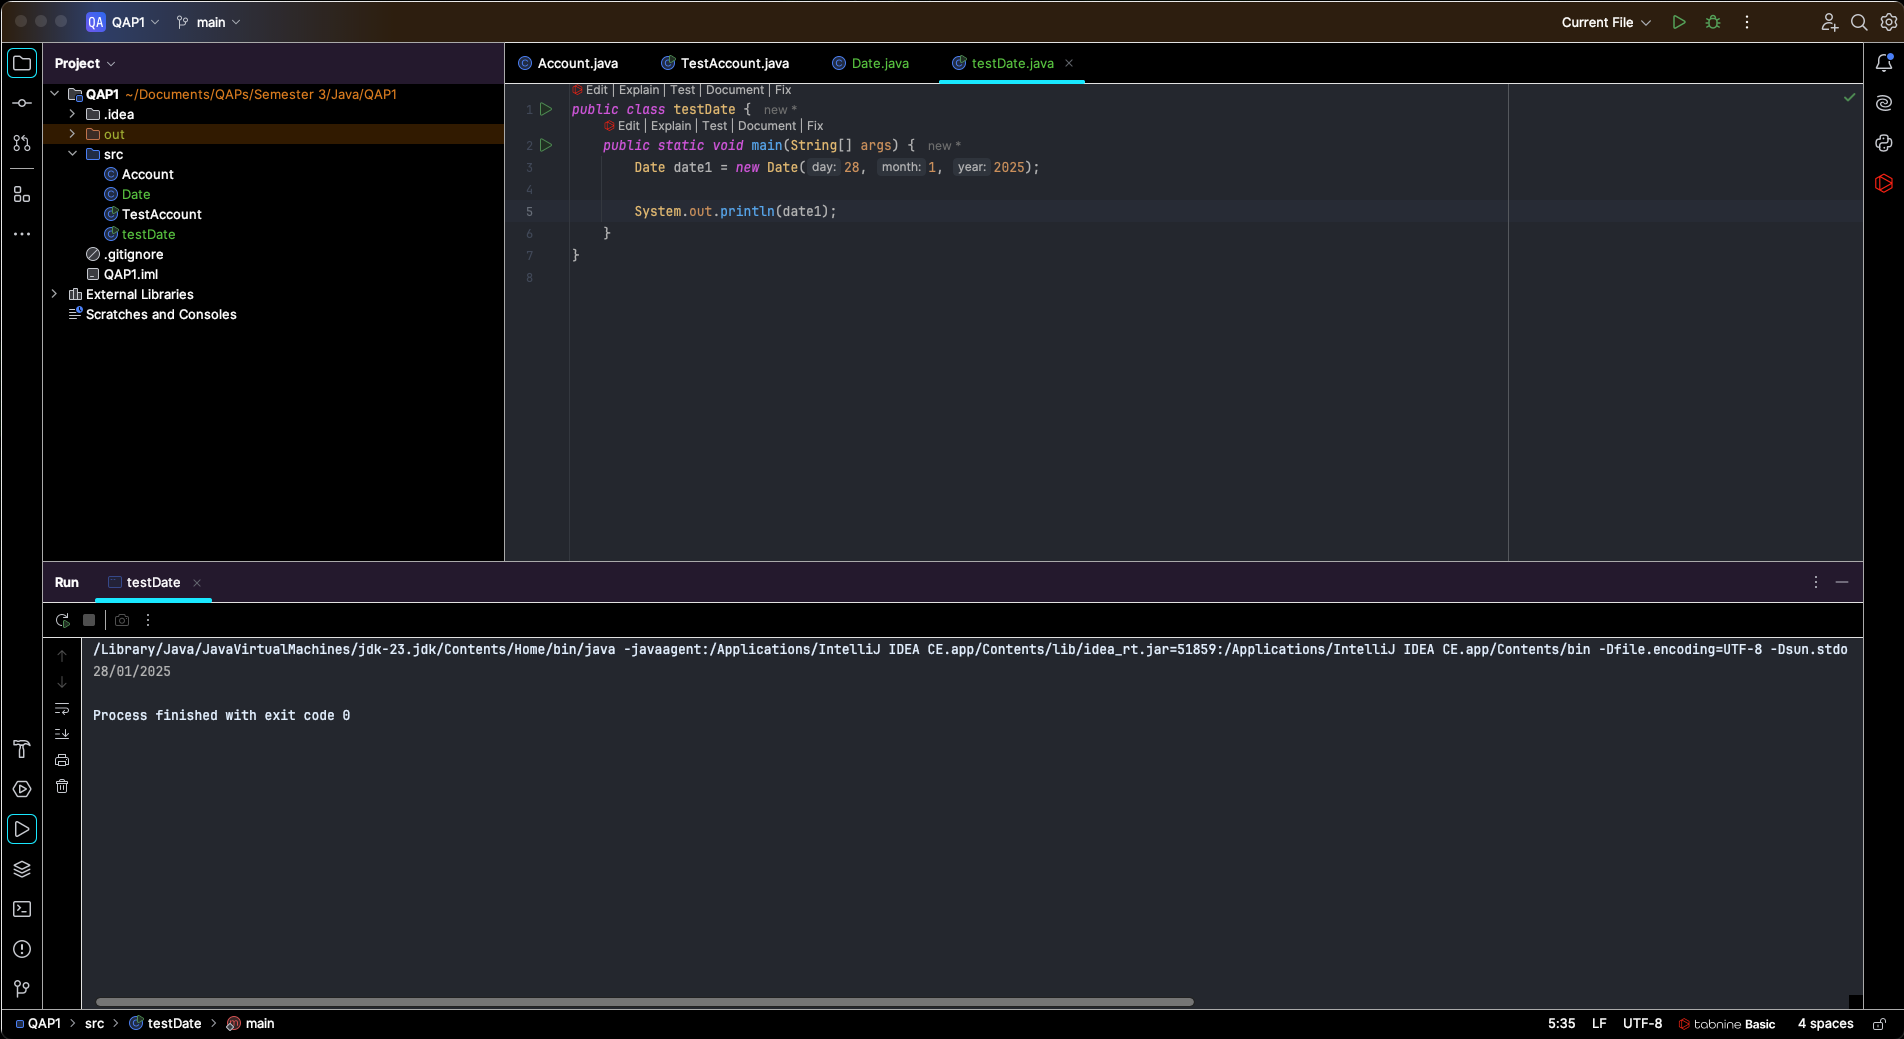 QA QAP1 main Current File
Project
Account.java TestAccount.java Date.java testDate.java
QAP1 ~/Documents/QAPs/Semester 3/Java/QAP1
.idea
out
src
Account
Date
TestAccount
testDate
.gitignore
QAP1.iml
External Libraries
Scratches and Consoles
Edit | Explain | Test | Document | Fix
1 public class testDate { new *
Edit | Explain | Test | Document | Fix
2 public static void main(String[] args) { new *
3 Date date1 = new Date( day: 28, month: 1, year: 2025);
4
5 System.out.println(date1);
6 }
7 }
8
Run testDate
/Library/Java/JavaVirtualMachines/jdk-23.jdk/Contents/Home/bin/java -javaagent:/Applications/IntelliJ IDEA CE.app/Contents/lib/idea_rt.jar=51859:/Applications/IntelliJ IDEA CE.app/Contents/bin -Dfile.encoding=UTF-8 -Dsun.stdo
28/01/2025
Process finished with exit code 0
QAP1 > src > testDate > main 5:35 LF UTF-8 tabnine Basic 4 spaces